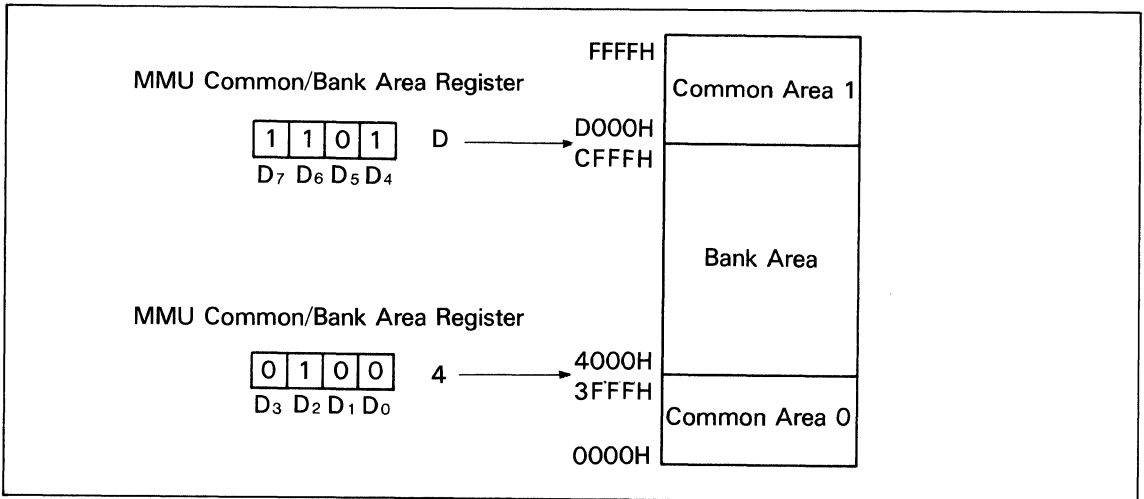 FFFFH
MMU Common/Bank Area Register
Common Area 1
1 1 0 1 D
D000H
CFFFH
D7 D6 D5 D4
Bank Area
MMU Common/Bank Area Register
4000H
0 1 0 0 4
3FFFH
D3 D2 D1 D0
Common Area 0
0000H